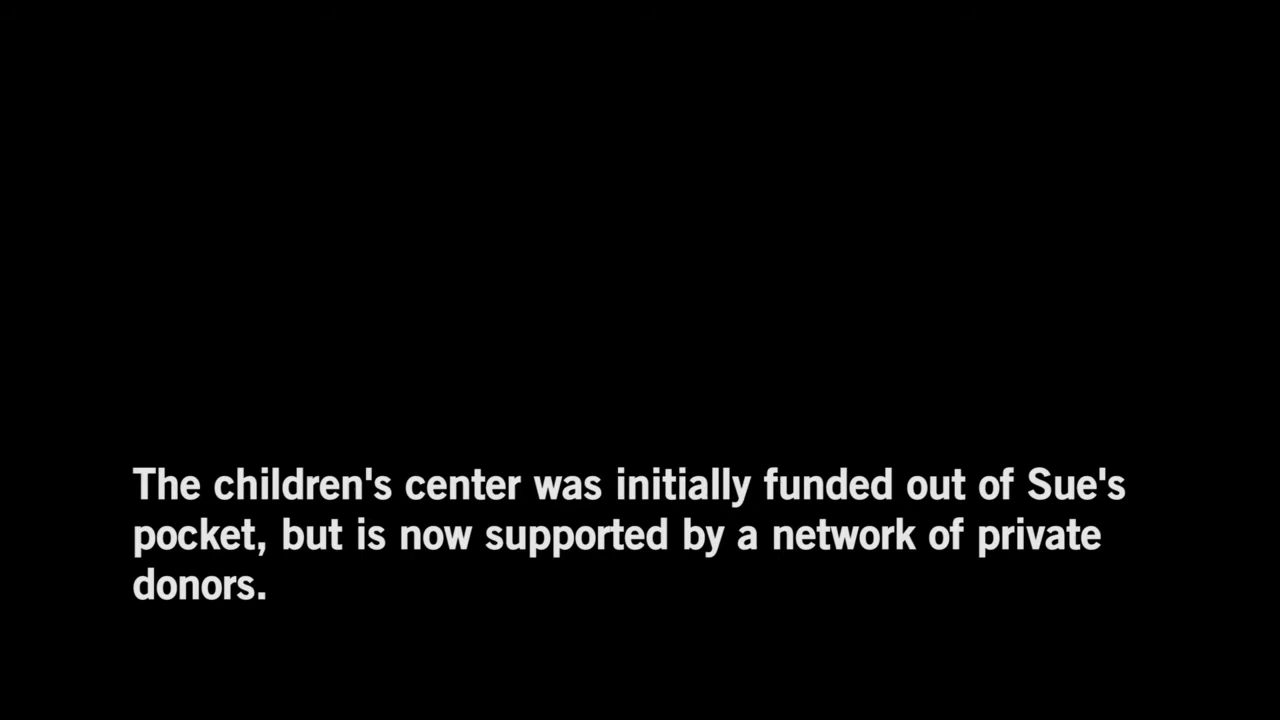 The children's center was initially funded out of Sue's
pocket, but is now supported by a network of private
donors.